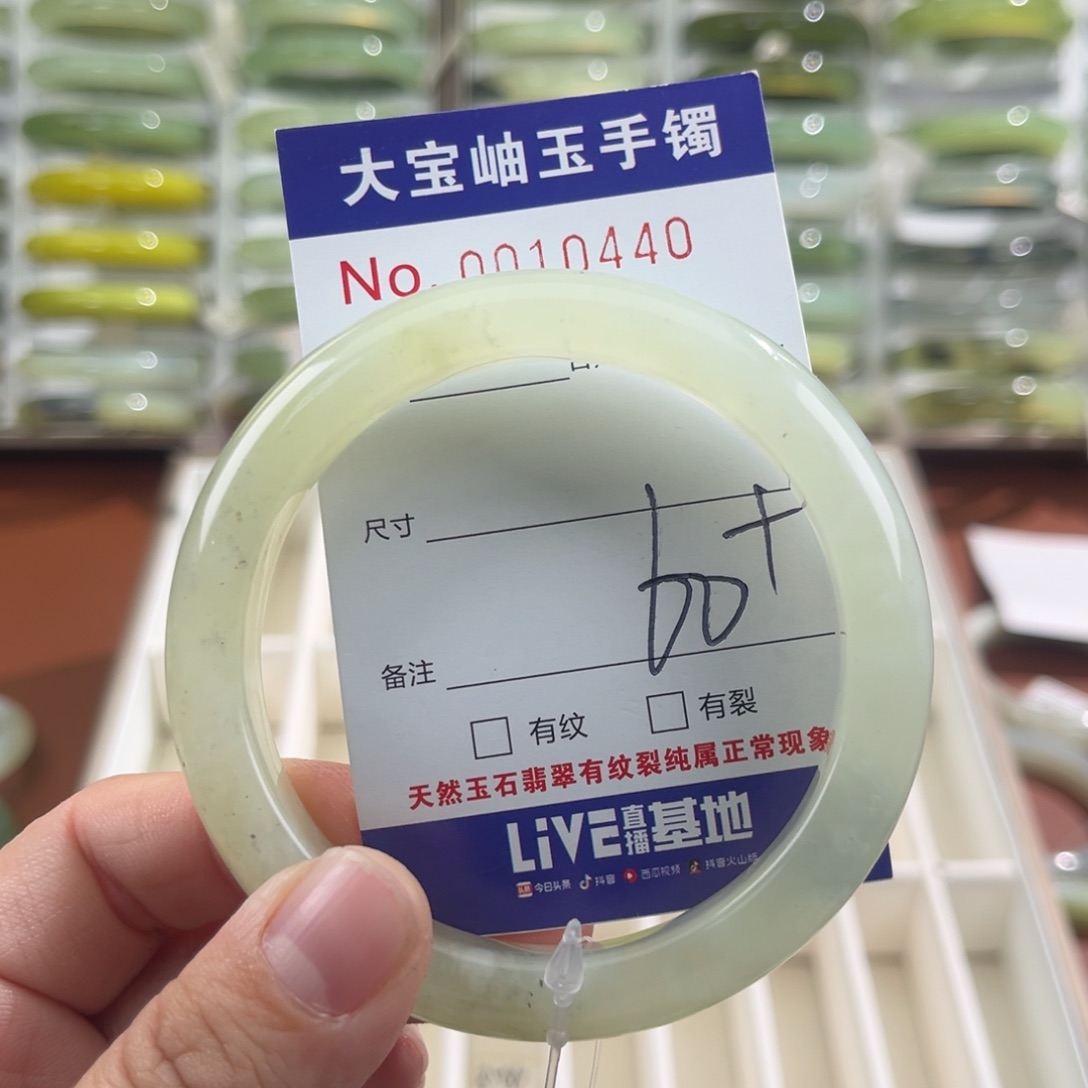 大宝岫玉手镯
No. 0010440
尺寸
60+
备注
有纹
有裂
天然玉石翡翠有纹裂纯属正常现象
LiVE直播基地
今日头条 抖音 西瓜视频 抖音火山版